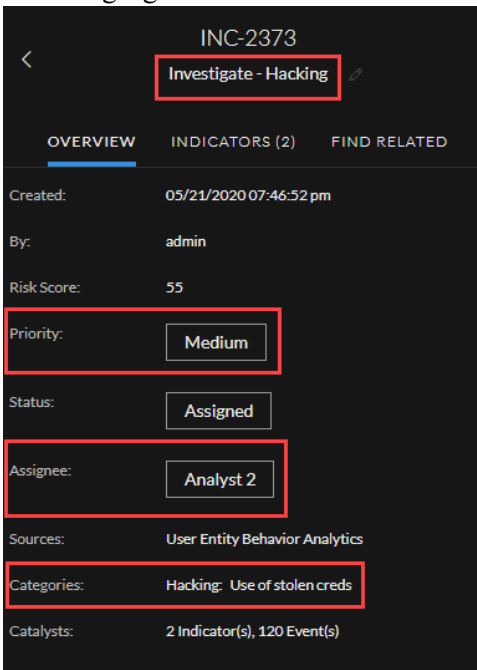 INC-2373
Investigate - Hacking
OVERVIEW INDICATORS (2) FIND RELATED
Created: 05/21/2020 07:46:52 pm
By: admin
Risk Score: 55
Priority: Medium
Status: Assigned
Assignee: Analyst 2
Sources: User Entity Behavior Analytics
Categories: Hacking: Use of stolen creds
Catalysts: 2 Indicator(s), 120 Event(s)